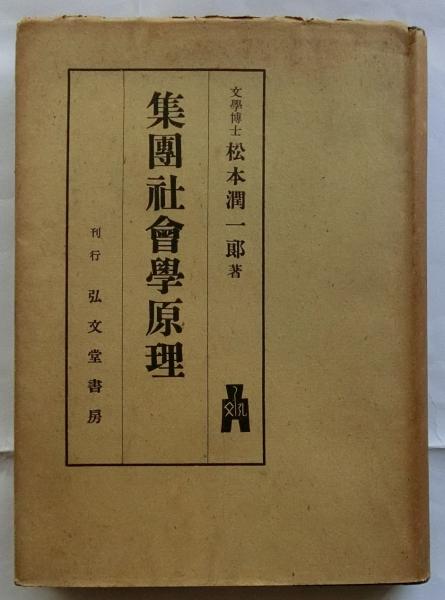 文學博士 松本潤一郎著
集團社會學原理
刊行 弘文堂書房